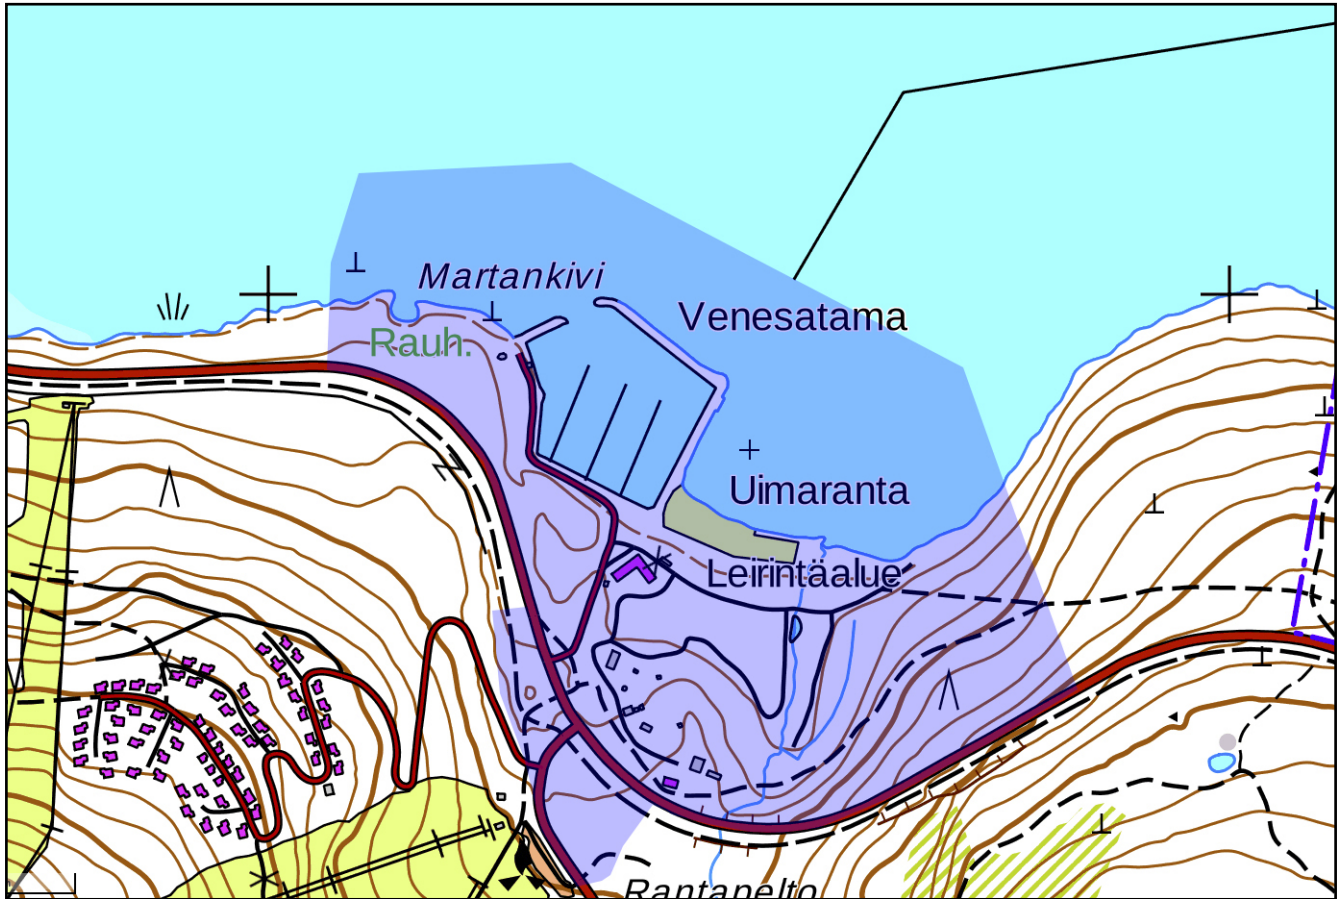 Martankivi
Venesatama
Rauh.
Uimaranta
Leirintäalue
Rantapelto